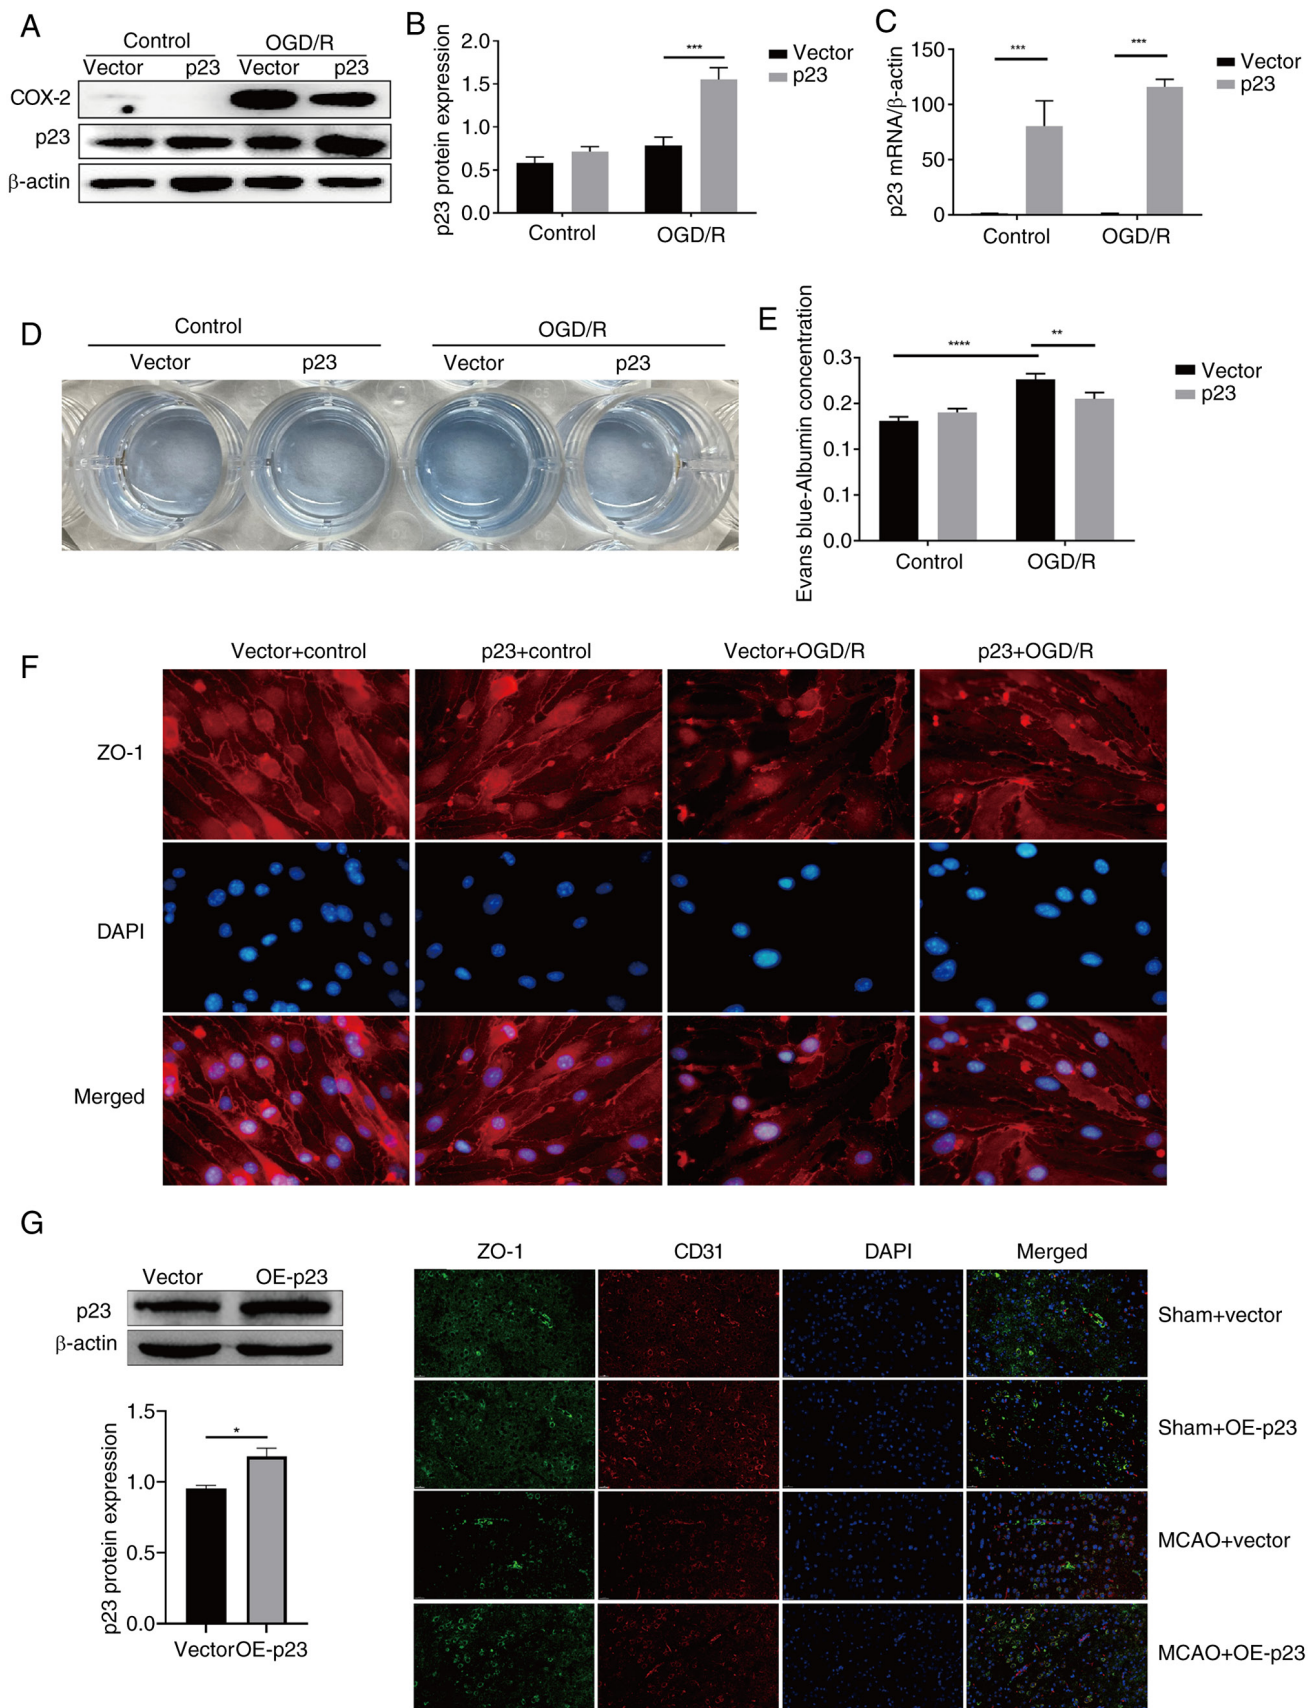 A
Control
OGD/R
Vector
p23
Vector
p23
COX-2
p23
β-actin
B
p23 protein expression
2.0
1.5
1.0
0.5
0.0
***
Control
OGD/R
Vector
p23
C
p23 mRNA/β-actin
150
100
50
0
***
***
Control
OGD/R
Vector
p23
D
Control
OGD/R
Vector
p23
Vector
p23
E
Evans blue-Albumin concentration
0.3
0.2
0.1
0.1
0.0
****
**
Control
OGD/R
Vector
p23
F
Vector+control
p23+control
Vector+OGD/R
p23+OGD/R
ZO-1
DAPI
Merged
G
Vector
OE-p23
p23
β-actin
p23 protein expression
1.5
1.0
0.5
0.0
*
Vector
OE-p23
ZO-1
CD31
DAPI
Merged
Sham+vector
Sham+OE-p23
MCAO+vector
MCAO+OE-p23